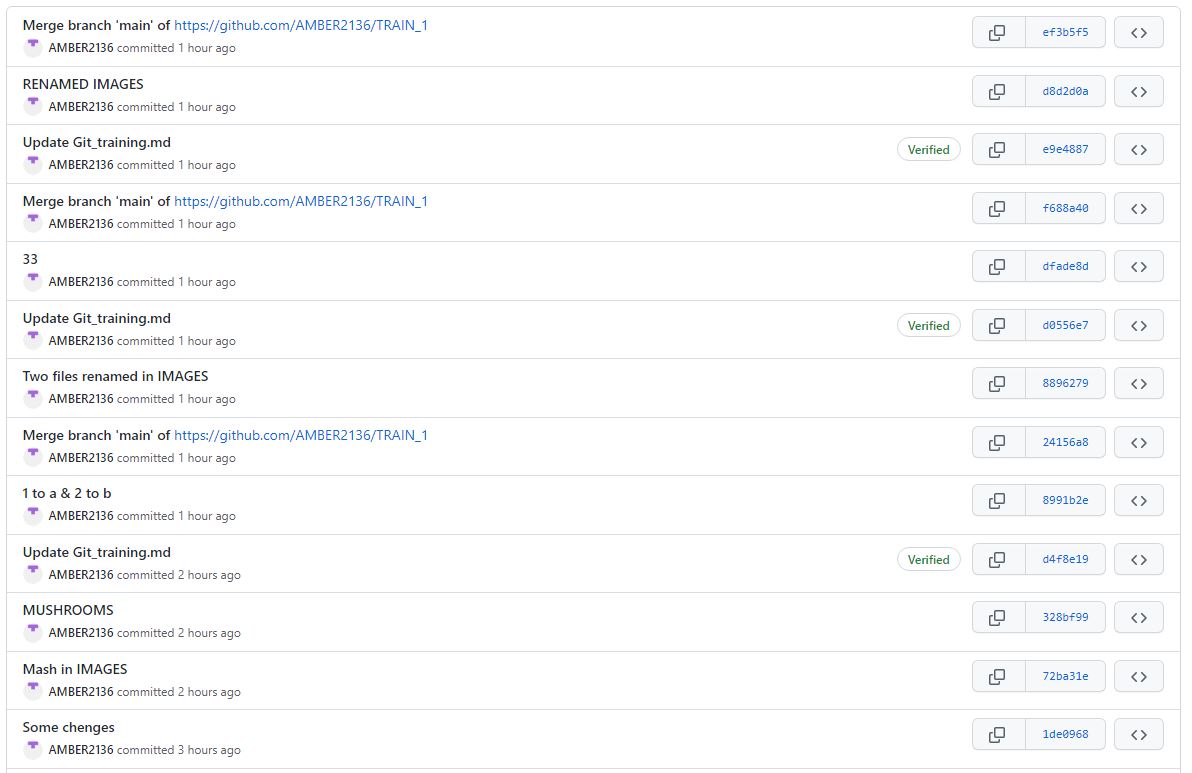 Merge branch 'main' of https://github.com/AMBER2136/TRAIN_1
AMBER2136 committed 1 hour ago
ef3b5f5
RENAMED IMAGES
AMBER2136 committed 1 hour ago
d8d2d0a
Update Git_training.md
AMBER2136 committed 1 hour ago
Verified
e9e4887
Merge branch 'main' of https://github.com/AMBER2136/TRAIN_1
AMBER2136 committed 1 hour ago
f688a40
33
AMBER2136 committed 1 hour ago
dfade8d
Update Git_training.md
AMBER2136 committed 1 hour ago
Verified
d0556e7
Two files renamed in IMAGES
AMBER2136 committed 1 hour ago
8896279
Merge branch 'main' of https://github.com/AMBER2136/TRAIN_1
AMBER2136 committed 1 hour ago
24156a8
1 to a & 2 to b
AMBER2136 committed 1 hour ago
8991b2e
Update Git_training.md
AMBER2136 committed 2 hours ago
Verified
d4f8e19
MUSHROOMS
AMBER2136 committed 2 hours ago
328bf99
Mash in IMAGES
AMBER2136 committed 2 hours ago
72ba31e
Some chenges
AMBER2136 committed 3 hours ago
1de0968